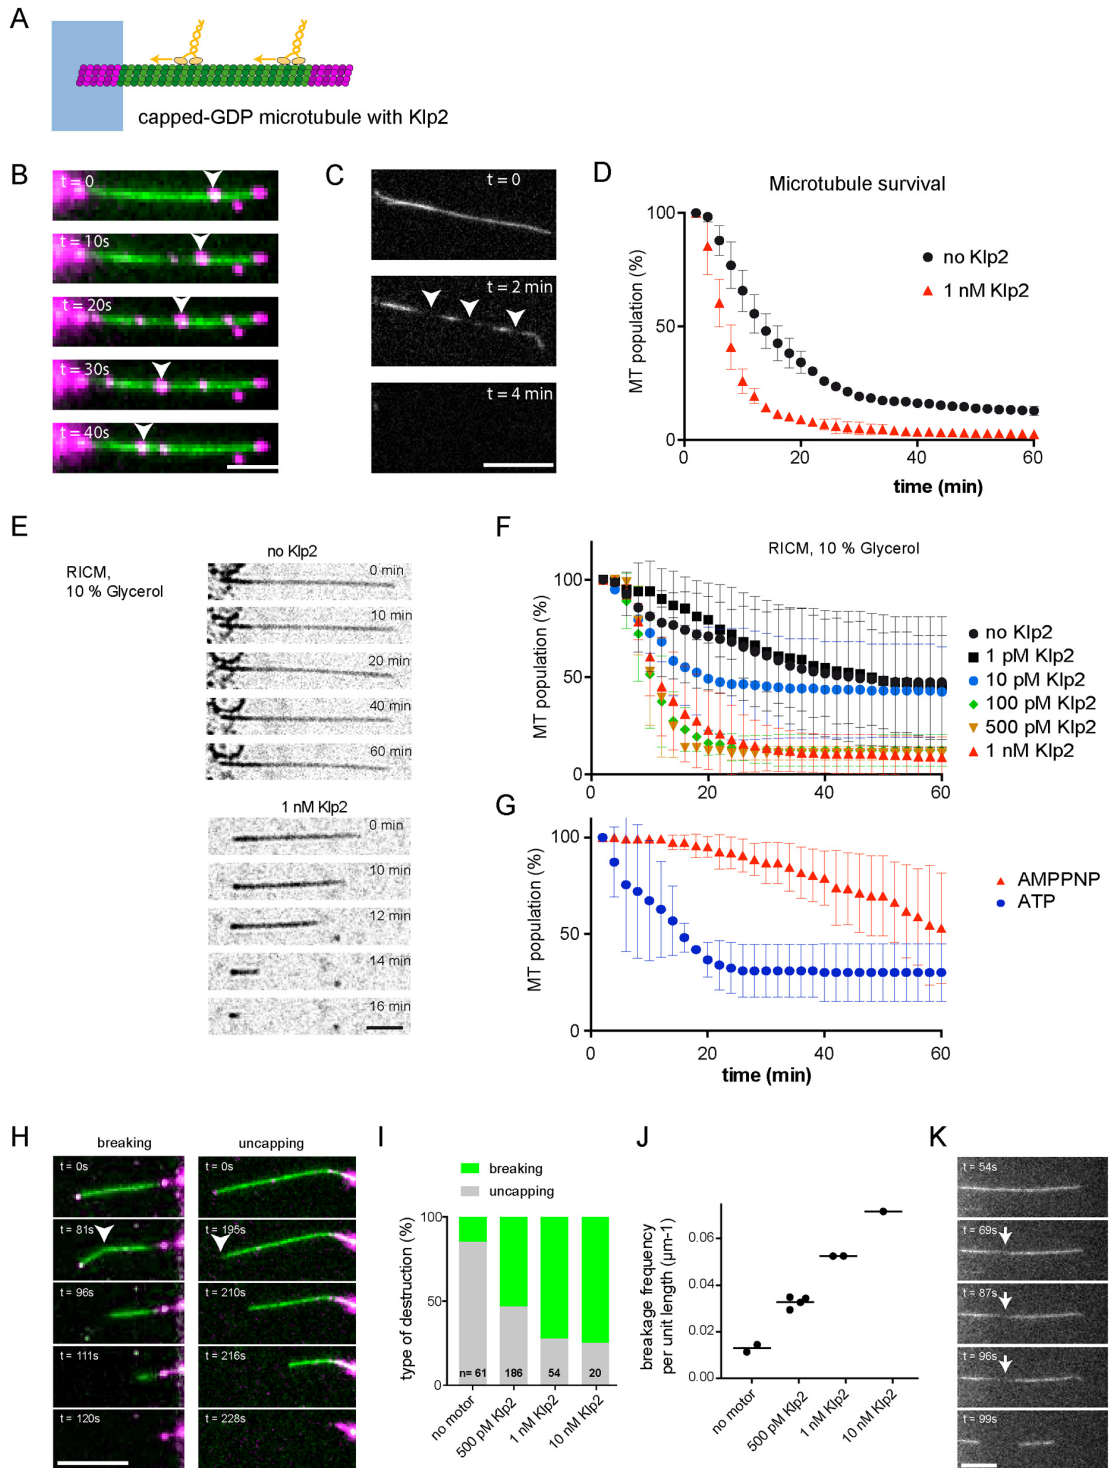 A
capped-GDP microtubule with Klp2
B
t = 0
t = 10s
t = 20s
t = 30s
t = 40s
C
t = 0
t = 2 min
t = 4 min
D
Microtubule survival
MT population (%)
100
50
0
no Klp2
1 nM Klp2
0
20
40
60
time (min)
E
RICM,
10 % Glycerol
no Klp2
0 min
10 min
20 min
40 min
60 min
1 nM Klp2
0 min
10 min
12 min
14 min
16 min
F
RICM, 10 % Glycerol
MT population (%)
100
50
0
no Klp2
1 pM Klp2
10 pM Klp2
100 pM Klp2
500 pM Klp2
1 nM Klp2
0
20
40
60
G
MT population (%)
100
50
0
AMPPNP
ATP
0
20
40
60
time (min)
H
breaking
t = 0s
t = 81s
t = 96s
t = 111s
t = 120s
uncapping
t = 0s
t = 195s
t = 210s
t = 216s
t = 228s
I
breaking
uncapping
type of destruction (%)
100
50
0
n= 61
186
54
20
no motor
500 pM Klp2
1 nM Klp2
10 nM Klp2
J
breakage frequency
per unit length (µm-1)
0.06
0.04
0.02
0.00
no motor
500 pM Klp2
1 nM Klp2
10 nM Klp2
K
t = 54s
t = 69s
t = 87s
t = 96s
t = 99s